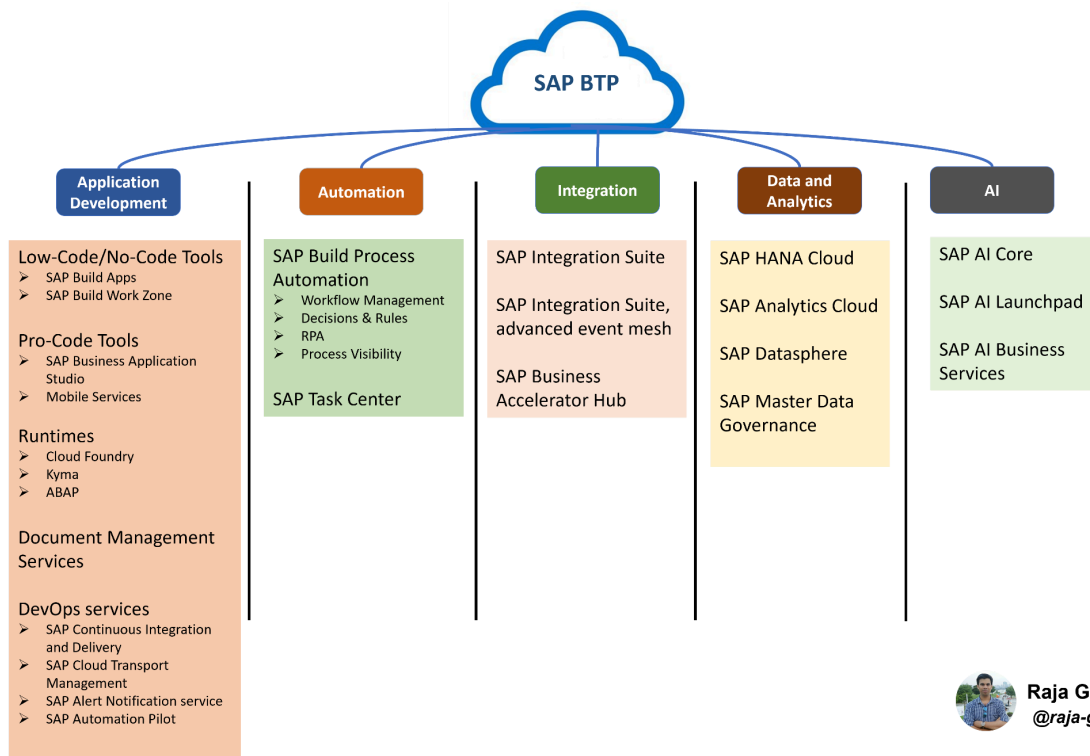 SAP BTP
Application
Development
Automation
Integration
Data and
Analytics
AI
Low-Code/No-Code Tools
➢ SAP Build Apps
➢ SAP Build Work Zone
Pro-Code Tools
➢ SAP Business Application
Studio
➢ Mobile Services
Runtimes
➢ Cloud Foundry
➢ Kyma
➢ ABAP
Document Management
Services
DevOps services
➢ SAP Continuous Integration
and Delivery
➢ SAP Cloud Transport
Management
➢ SAP Alert Notification service
➢ SAP Automation Pilot
SAP Build Process
Automation
➢ Workflow Management
➢ Decisions & Rules
➢ RPA
➢ Process Visibility
SAP Task Center
SAP Integration Suite
SAP Integration Suite,
advanced event mesh
SAP Business
Accelerator Hub
SAP HANA Cloud
SAP Analytics Cloud
SAP Datasphere
SAP Master Data
Governance
SAP AI Core
SAP AI Launchpad
SAP AI Business
Services
Raja G
@raja-g